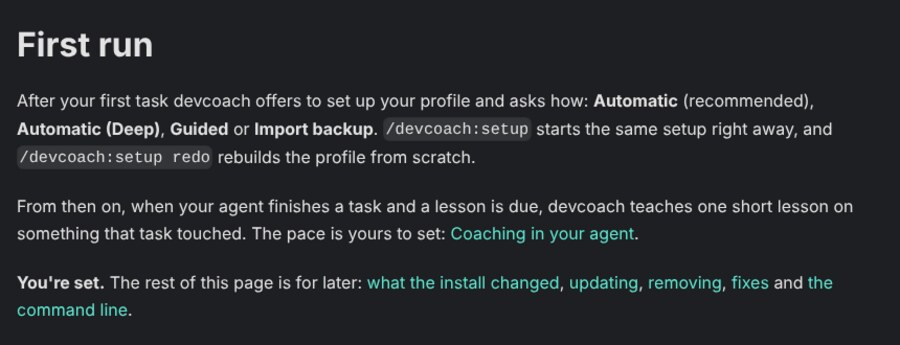 First run
After your first task devcoach offers to set up your profile and asks how: Automatic (recommended),
Automatic (Deep), Guided or Import backup. /devcoach:setup starts the same setup right away, and
/devcoach:setup redo rebuilds the profile from scratch.
From then on, when your agent finishes a task and a lesson is due, devcoach teaches one short lesson on
something that task touched. The pace is yours to set: Coaching in your agent.
You're set. The rest of this page is for later: what the install changed, updating, removing, fixes and the
command line.